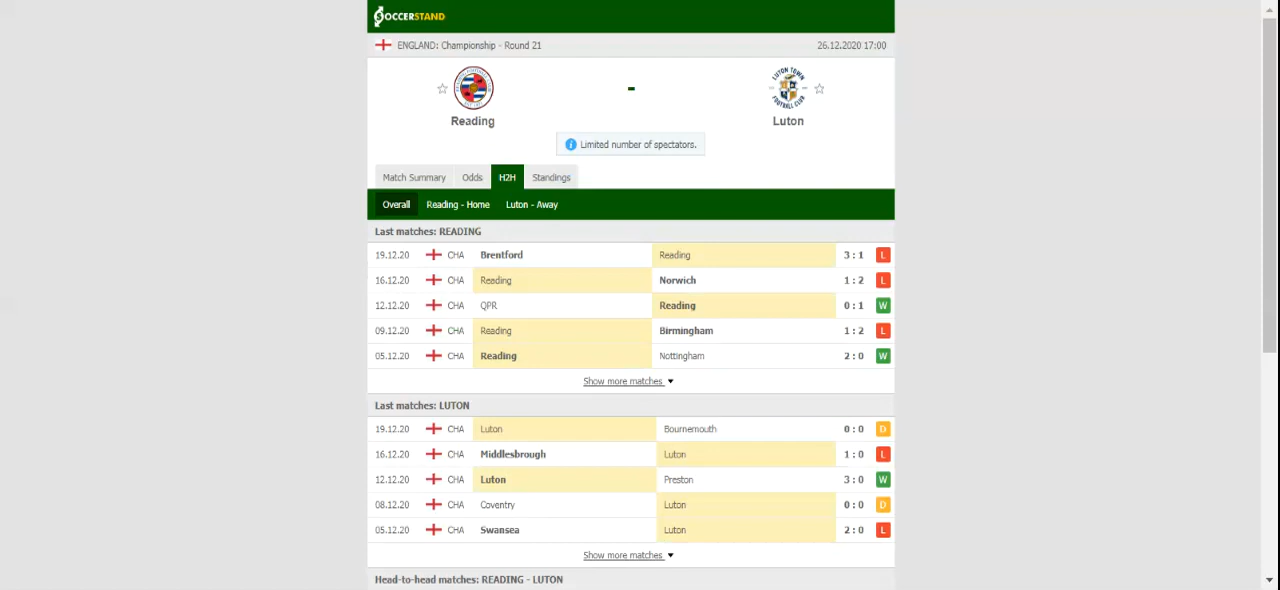 SOCCERSTAND
ENGLAND: Championship - Round 21 26.12.2020 17:00
LUTON TOWN
FOOTBALL CLUB
-
Reading Luton
Limited number of spectators.
Match Summary Odds H2H Standings
Overall Reading - Home Luton - Away
Last matches: READING
19.12.20 CHA Brentford Reading 3 : 1 L
16.12.20 CHA Reading Norwich 1 : 2 L
12.12.20 CHA QPR Reading 0 : 1 W
09.12.20 CHA Reading Birmingham 1 : 2 L
05.12.20 CHA Reading Nottingham 2 : 0 W
Show more matches
Last matches: LUTON
19.12.20 CHA Luton Bournemouth 0 : 0 D
16.12.20 CHA Middlesbrough Luton 1 : 0 L
12.12.20 CHA Luton Preston 3 : 0 W
08.12.20 CHA Coventry Luton 0 : 0 D
05.12.20 CHA Swansea Luton 2 : 0 L
Show more matches
Head-to-head matches: READING - LUTON